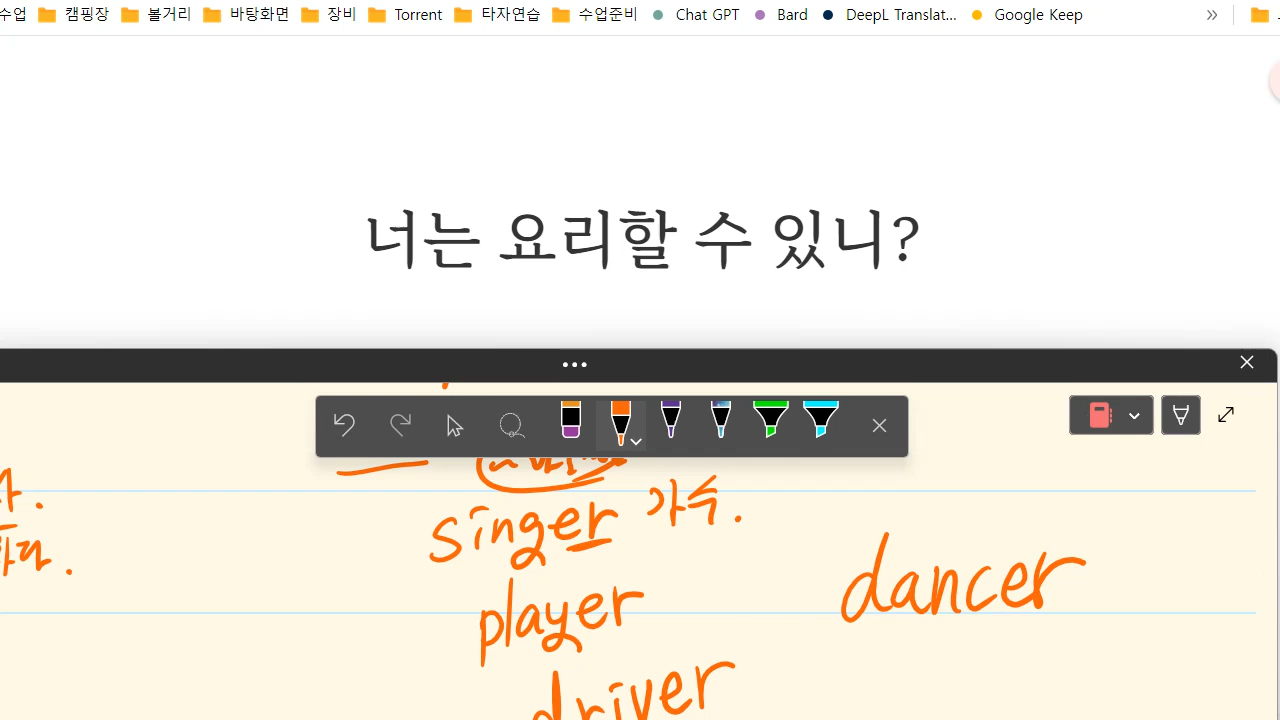 수업 캠핑장 볼거리 바탕화면 장비 Torrent 타자연습 수업준비 Chat GPT Bard DeepL Translat... Google Keep
너는 요리할 수 있니?
singer 가수.
dancer
player
driver